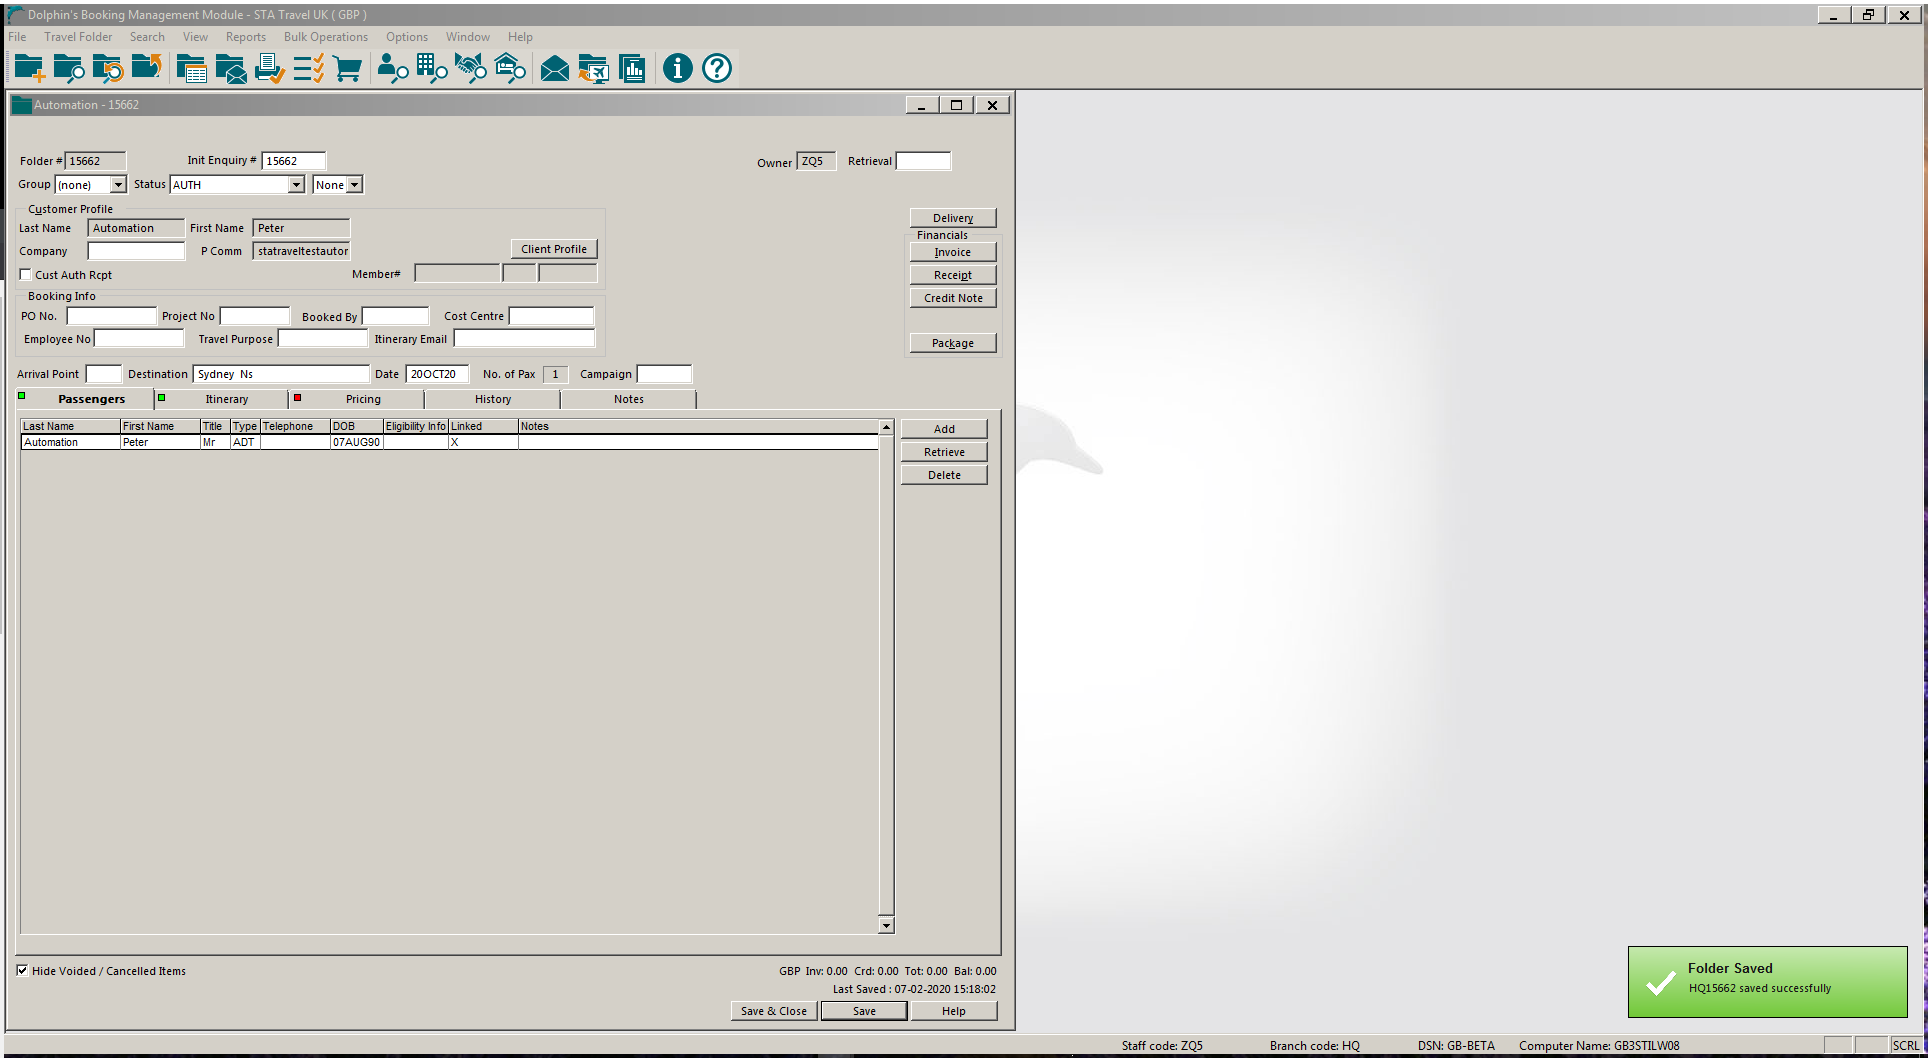 Dolphin's Booking Management Module - STA Travel UK ( GBP )
File Travel Folder Search View Reports Bulk Operations Options Window Help
Automation - 15662
Folder # 15662 Init Enquiry # 15662 Owner ZQ5 Retrieval
Group (none) Status AUTH None
Customer Profile
Last Name Automation First Name Peter
Company P Comm statraveltestautor Client Profile
Cust Auth Rcpt Member#
Delivery
Financials
Invoice
Receipt
Credit Note
Package
Booking Info
PO No. Project No Booked By Cost Centre
Employee No Travel Purpose Itinerary Email
Arrival Point Destination Sydney Ns Date 20OCT20 No. of Pax 1 Campaign
Passengers Itinerary Pricing History Notes
Last Name First Name Title Type Telephone DOB Eligibility Info Linked Notes
Automation Peter Mr ADT 07AUG90 X
Add
Retrieve
Delete
Hide Voided / Cancelled Items
GBP Inv: 0.00 Crd: 0.00 Tot: 0.00 Bal: 0.00
Last Saved : 07-02-2020 15:18:02
Save & Close Save Help
Folder Saved
HQ15662 saved successfully
Staff code: ZQ5 Branch code: HQ DSN: GB-BETA Computer Name: GB3STILW08 SCRL